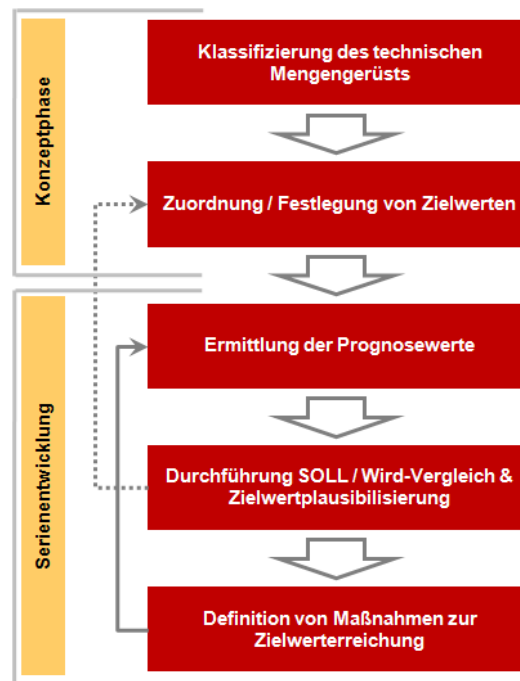 Konzeptphase
Klassifizierung des technischen
Mengengerüsts
Zuordnung / Festlegung von Zielwerten
Serienentwicklung
Ermittlung der Prognosewerte
Durchführung SOLL / Wird-Vergleich &
Zielwertplausibilisierung
Definition von Maßnahmen zur
Zielwerterreichung